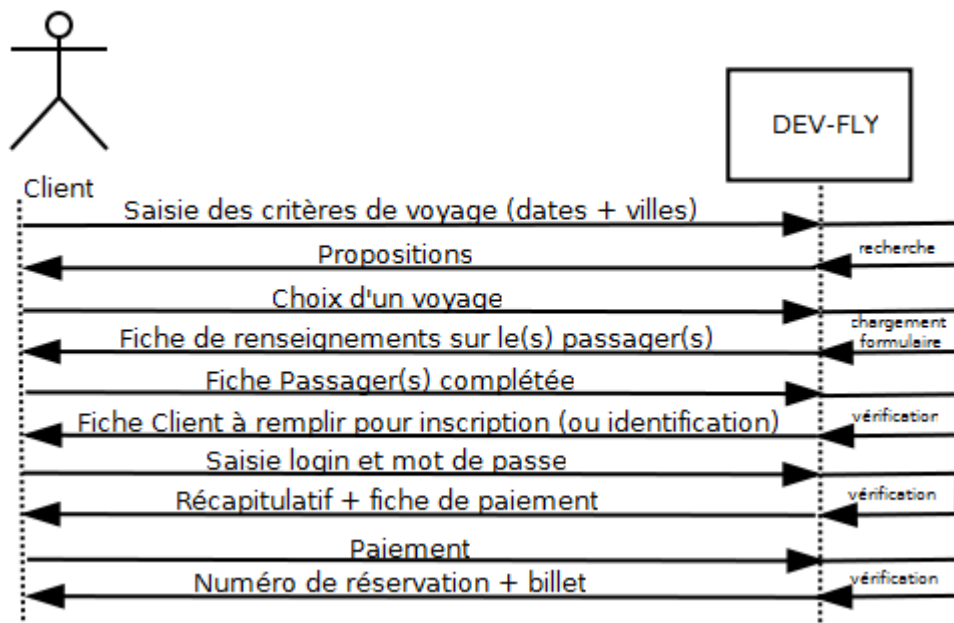 DEV-FLY
Client
Saisie des critères de voyage (dates + villes)
recherche
Propositions
Choix d'un voyage
chargement
formulaire
Fiche de renseignements sur le(s) passager(s)
Fiche Passager(s) complétée
vérification
Fiche Client à remplir pour inscription (ou identification)
Saisie login et mot de passe
vérification
Récapitulatif + fiche de paiement
Paiement
vérification
Numéro de réservation + billet